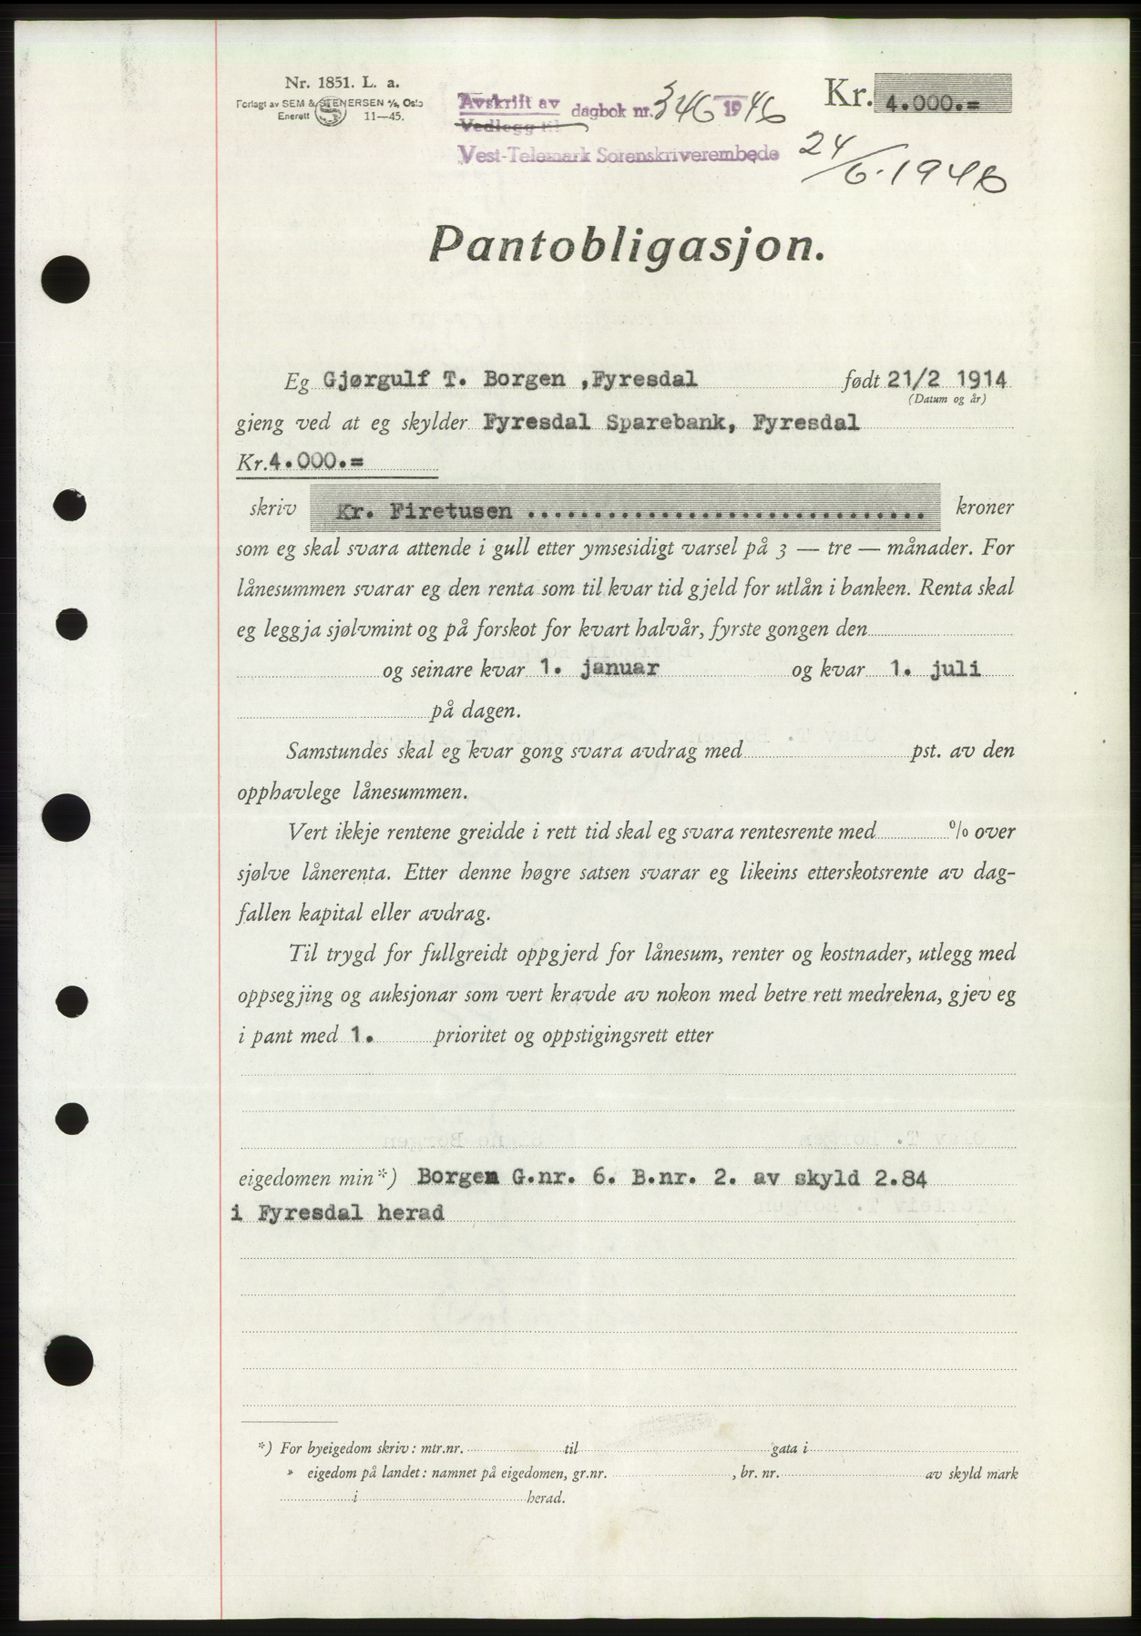 Nr. 1851. L. a.
Forlagt av SEM & STENERSEN A/S, Oslo
Enerett 11—45.
Avskrift av
Vedlegg til
dagbok nr. 346 1946
Vest-Telemark Sorenskriverembede
Kr. 4.000.=
24/6.1946
Pantobligasjon.
Eg Gjørgulf T. Borgen ,Fyresdal født 21/2 1914
(Datum og år)
gjeng ved at eg skylder Fyresdal Sparebank, Fyresdal
Kr.4.000.=
skriv Kr. Firetusen .............................. kroner
som eg skal svara attende i gull etter ymsesidigt varsel på 3 — tre — månader. For
lånesummen svarar eg den renta som til kvar tid gjeld for utlån i banken. Renta skal
eg leggja sjølvmint og på forskot for kvart halvår, fyrste gongen den
og seinare kvar 1. januar og kvar 1. juli
på dagen.
Samstundes skal eg kvar gong svara avdrag med pst. av den
opphavlege lånesummen.
Vert ikkje rentene greidde i rett tid skal eg svara rentesrente med % over
sjølve lånerenta. Etter denne høgre satsen svarar eg likeins etterskotsrente av dag-
fallen kapital eller avdrag.
Til trygd for fullgreidt oppgjerd for lånesum, renter og kostnader, utlegg med
oppsegjing og auksjonar som vert kravde av nokon med betre rett medrekna, gjev eg
i pant med 1. prioritet og oppstigingsrett etter
eigedomen min*) Borgen G.nr. 6. B.nr. 2. av skyld 2.84
i Fyresdal herad
*) For byeigedom skriv: mtr.nr. til gata i
» eigedom på landet: namnet på eigedomen, gr.nr. , br. nr. av skyld mark
i herad.